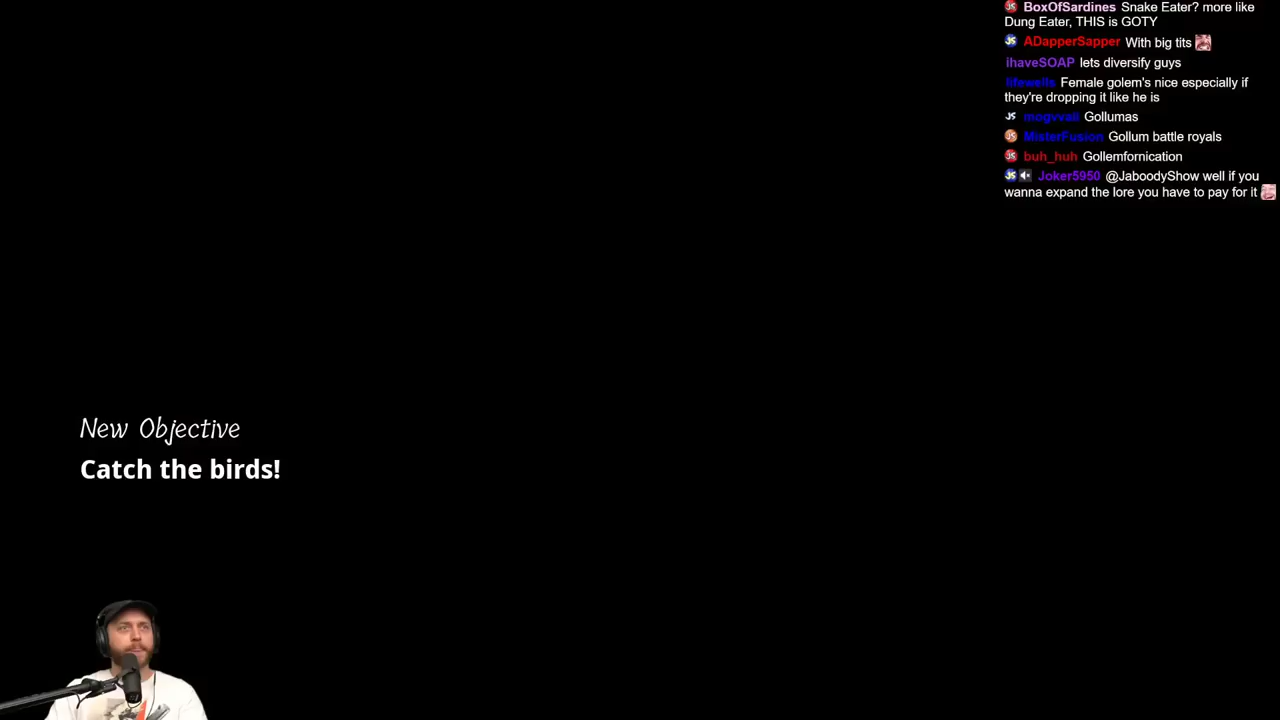 BoxOfSardines Snake Eater? more like
Dung Eater, THIS is GOTY
ADapperSapper With big tits
ihaveSOAP lets diversify guys
Female golem's nice especially if
they're dropping it like he is
mogvvall Gollumas
MisterFusion Gollum battle royals
buh_huh Gollemfornication
Joker5950 @JaboodyShow well if you
wanna expand the lore you have to pay for it
New Objective
Catch the birds!